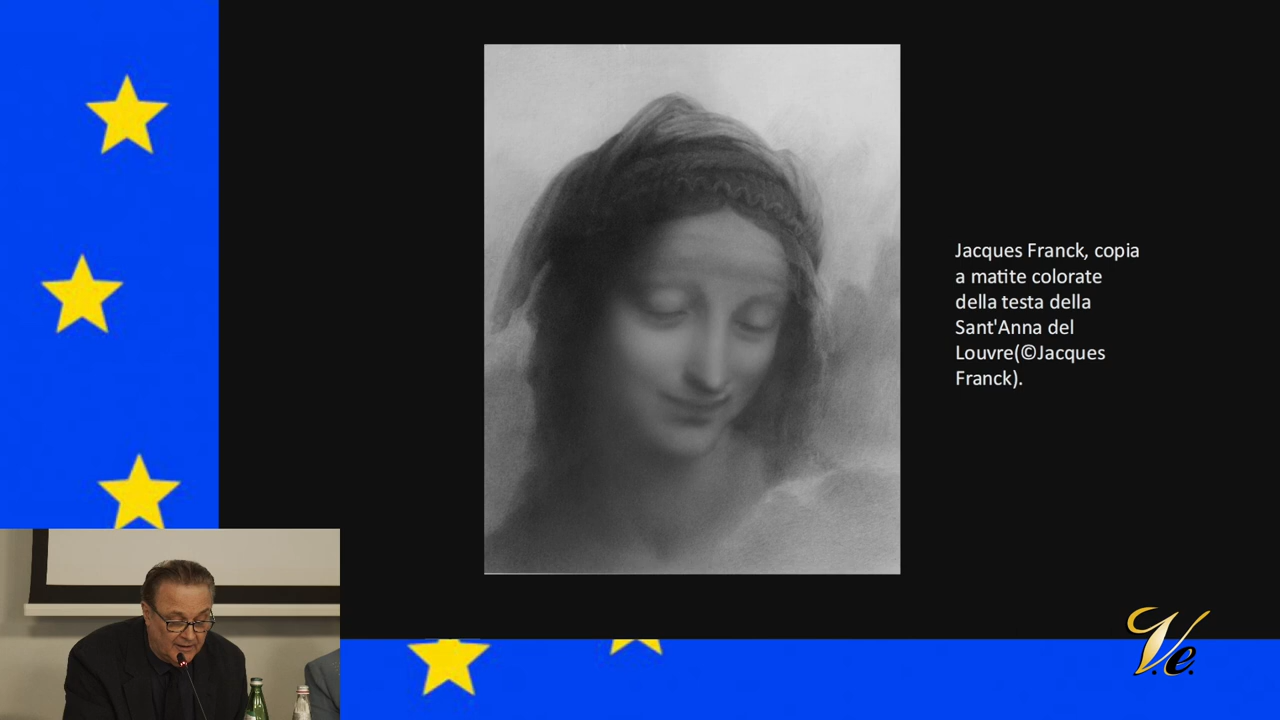 Jacques Franck, copia
a matite colorate
della testa della
Sant'Anna del
Louvre(©Jacques
Franck).
V.e.